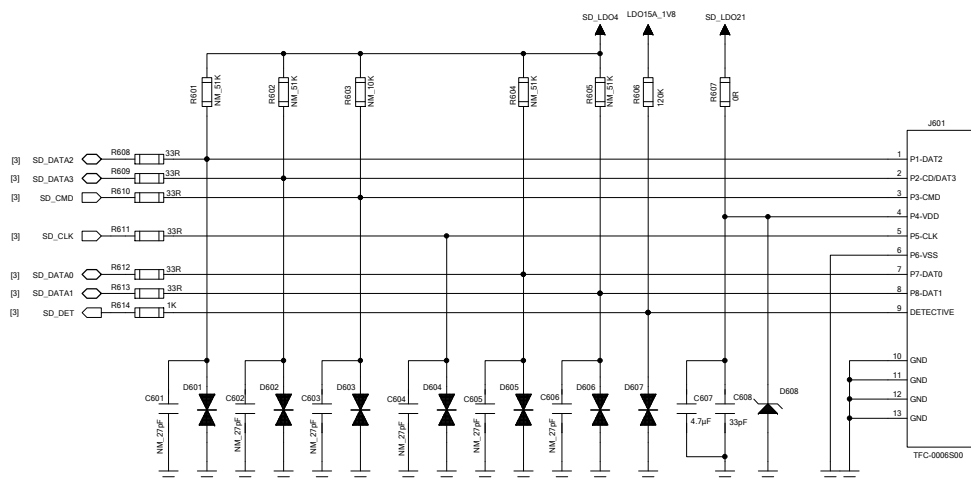 SD_LDO4
LDO15A_1V8
SD_LDO21
R601
NM_51K
R602
NM_51K
R603
NM_10K
R604
NM_51K
R605
NM_51K
R606
120K
R607
0R
J601
[3] SD_DATA2 R608 33R 1 P1-DAT2
[3] SD_DATA3 R609 33R 2 P2-CD/DAT3
[3] SD_CMD R610 33R 3 P3-CMD
4 P4-VDD
[3] SD_CLK R611 33R 5 P5-CLK
6 P6-VSS
[3] SD_DATA0 R612 33R 7 P7-DAT0
[3] SD_DATA1 R613 33R 8 P8-DAT1
[3] SD_DET R614 1K 9 DETECTIVE
10 GND
11 GND
12 GND
13 GND
C601
NM_27pF
D601
C602
NM_27pF
D602
C603
NM_27pF
D603
C604
NM_27pF
D604
C605
NM_27pF
D605
C606
NM_27pF
D606
D607
C607
4.7µF
C608
33pF
D608
TFC-0006S00